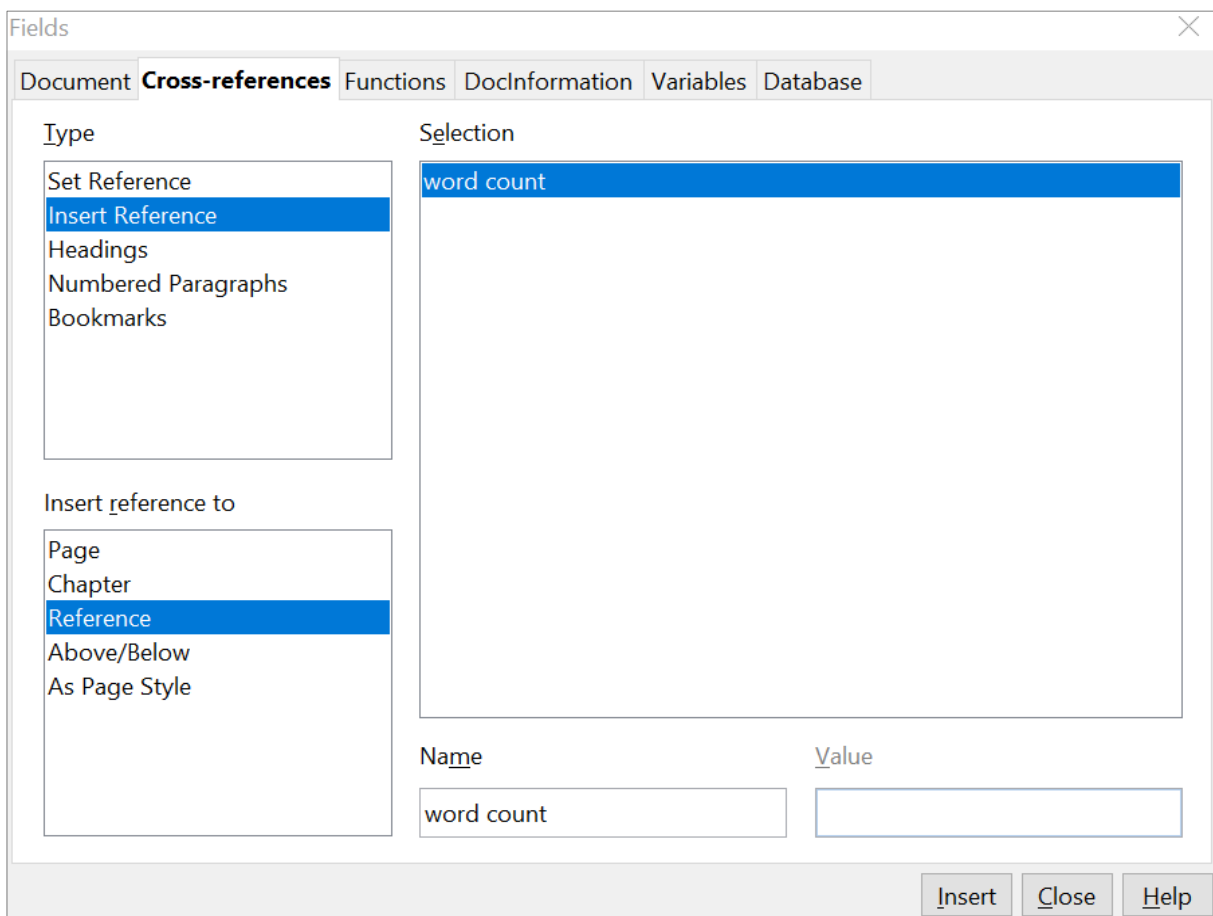 Fields
Document Cross-references Functions DocInformation Variables Database
Type
Set Reference
Insert Reference
Headings
Numbered Paragraphs
Bookmarks
Insert reference to
Page
Chapter
Reference
Above/Below
As Page Style
Selection
word count
Name
word count
Value
Insert Close Help